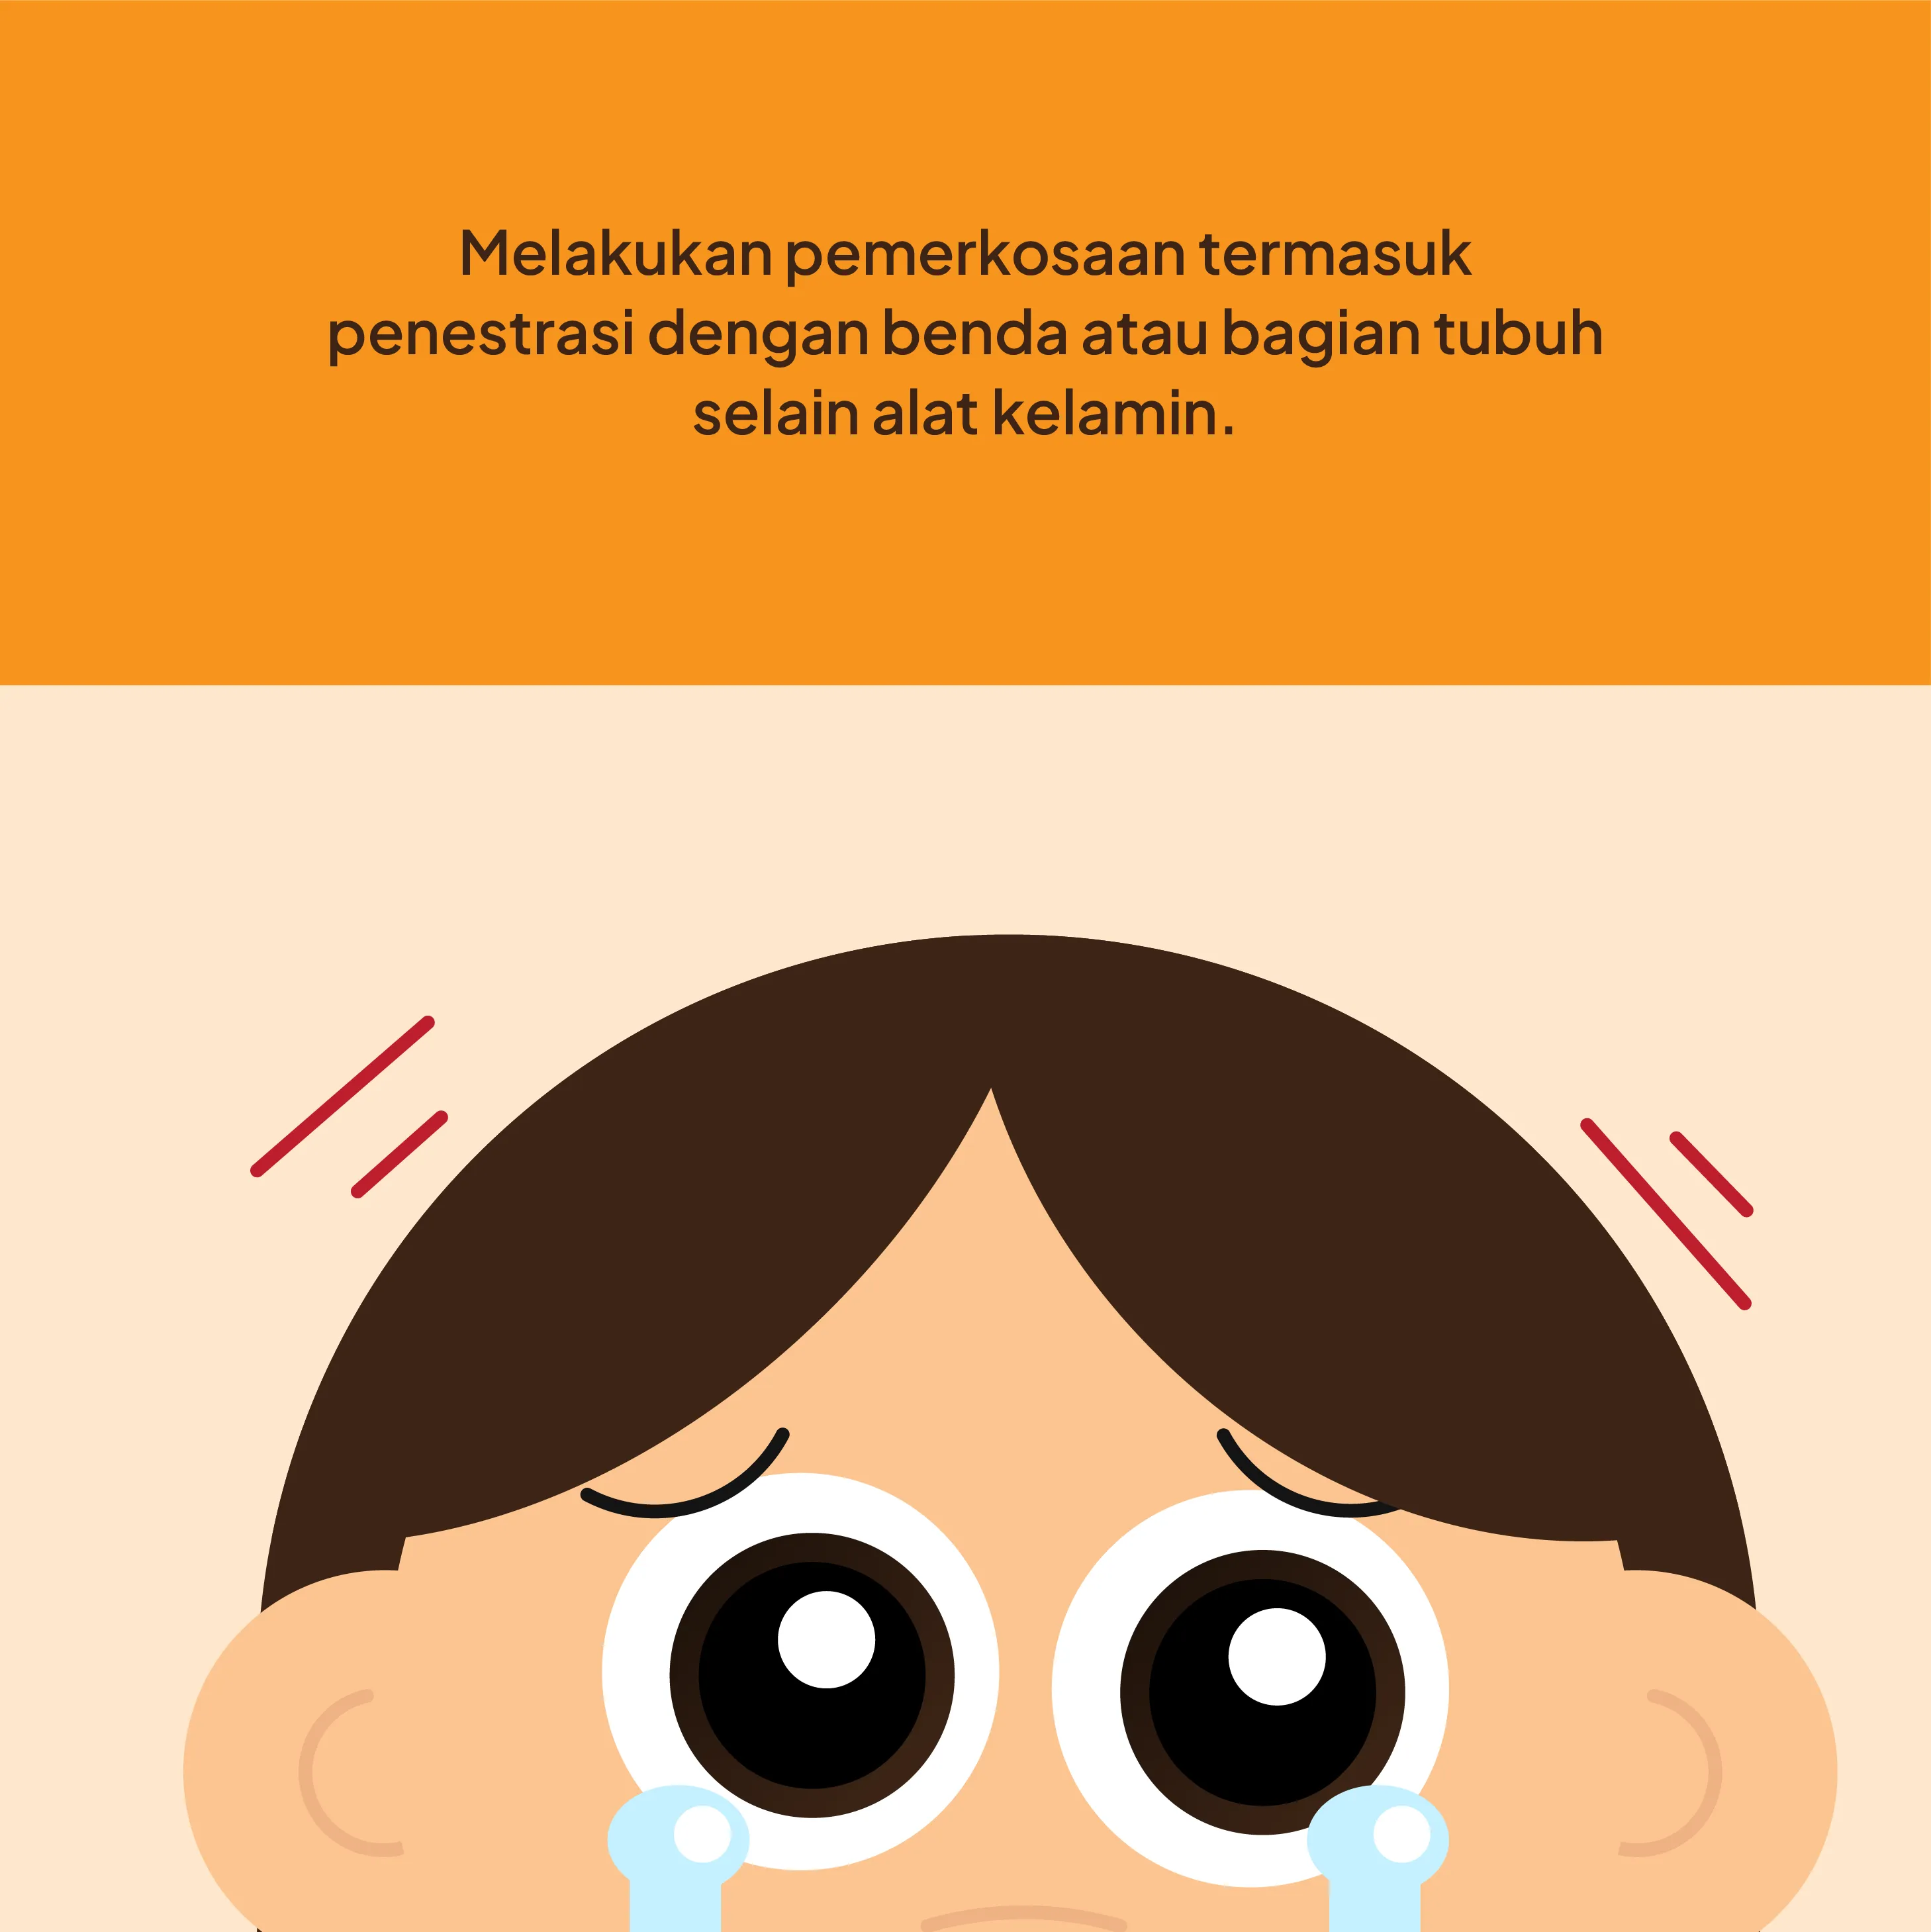 Melakukan pemerkosaan termasuk
penestrasi dengan benda atau bagian tubuh
selain alat kelamin.